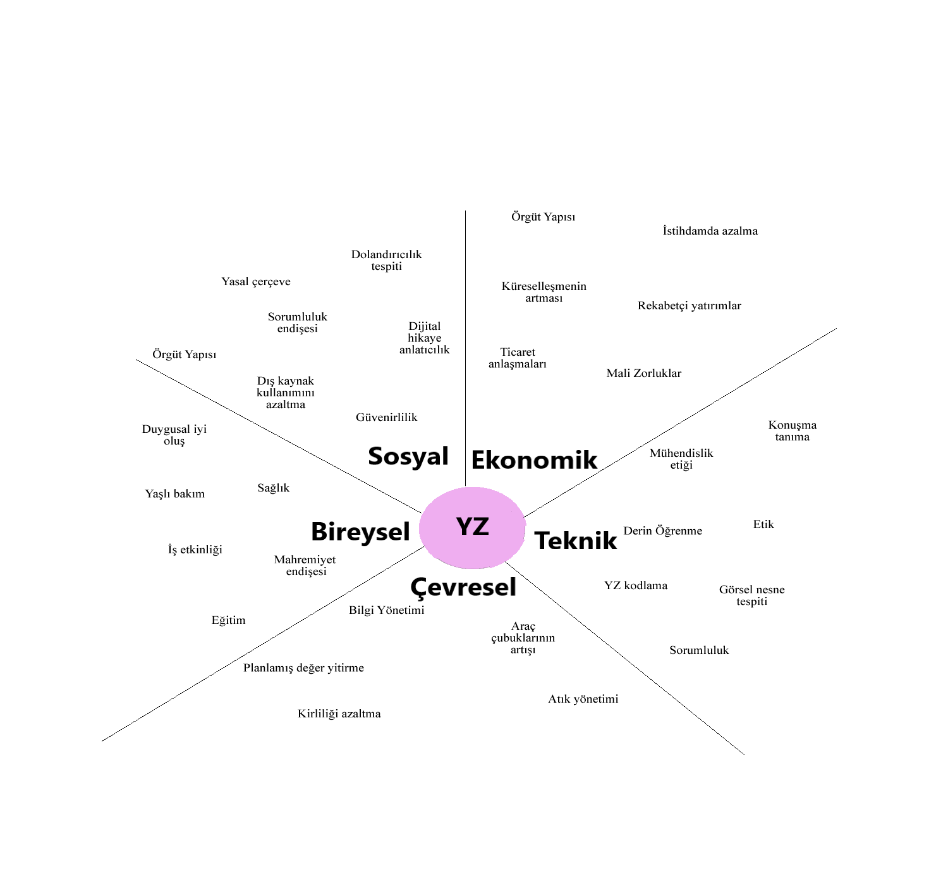 Örgüt Yapısı
İstihdamda azalma
Dolandırıcılık
tespiti
Yasal çerçeve
Küreselleşmenin
artması
Rekabetçi yatırımlar
Sorumluluk
endişesi
Dijital
hikaye
anlatıcılık
Örgüt Yapısı
Ticaret
anlaşmaları
Mali Zorluklar
Dış kaynak
kullanımını
azaltma
Güvenirlilik
Duygusal iyi
oluş
Konuşma
tanıma
Sosyal
Ekonomik
Mühendislik
etiği
Yaşlı bakım
Sağlık
Bireysel
YZ
Teknik
Derin Öğrenme
Etik
İş etkinliği
Mahremiyet
endişesi
Çevresel
YZ kodlama
Görsel nesne
tespiti
Bilgi Yönetimi
Eğitim
Araç
çubuklarının
artışı
Sorumluluk
Planlamış değer yitirme
Atık yönetimi
Kirliliği azaltma